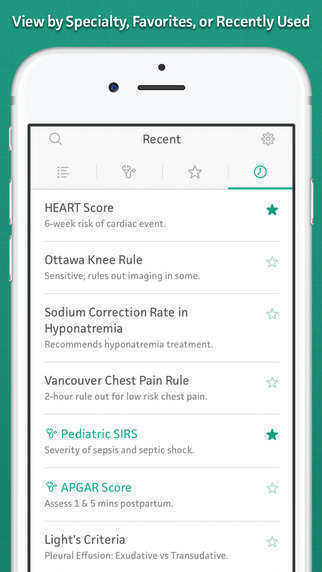 View by Specialty, Favorites, or Recently Used
Recent
HEART Score
6-week risk of cardiac event.
Ottawa Knee Rule
Sensitive; rules out imaging in some.
Sodium Correction Rate in
Hyponatremia
Recommends hyponatremia treatment.
Vancouver Chest Pain Rule
2-hour rule out for low risk chest pain.
Pediatric SIRS
Severity of sepsis and septic shock.
APGAR Score
Assess 1 & 5 mins postpartum.
Light's Criteria
Pleural Effusion: Exudative vs Transudative.